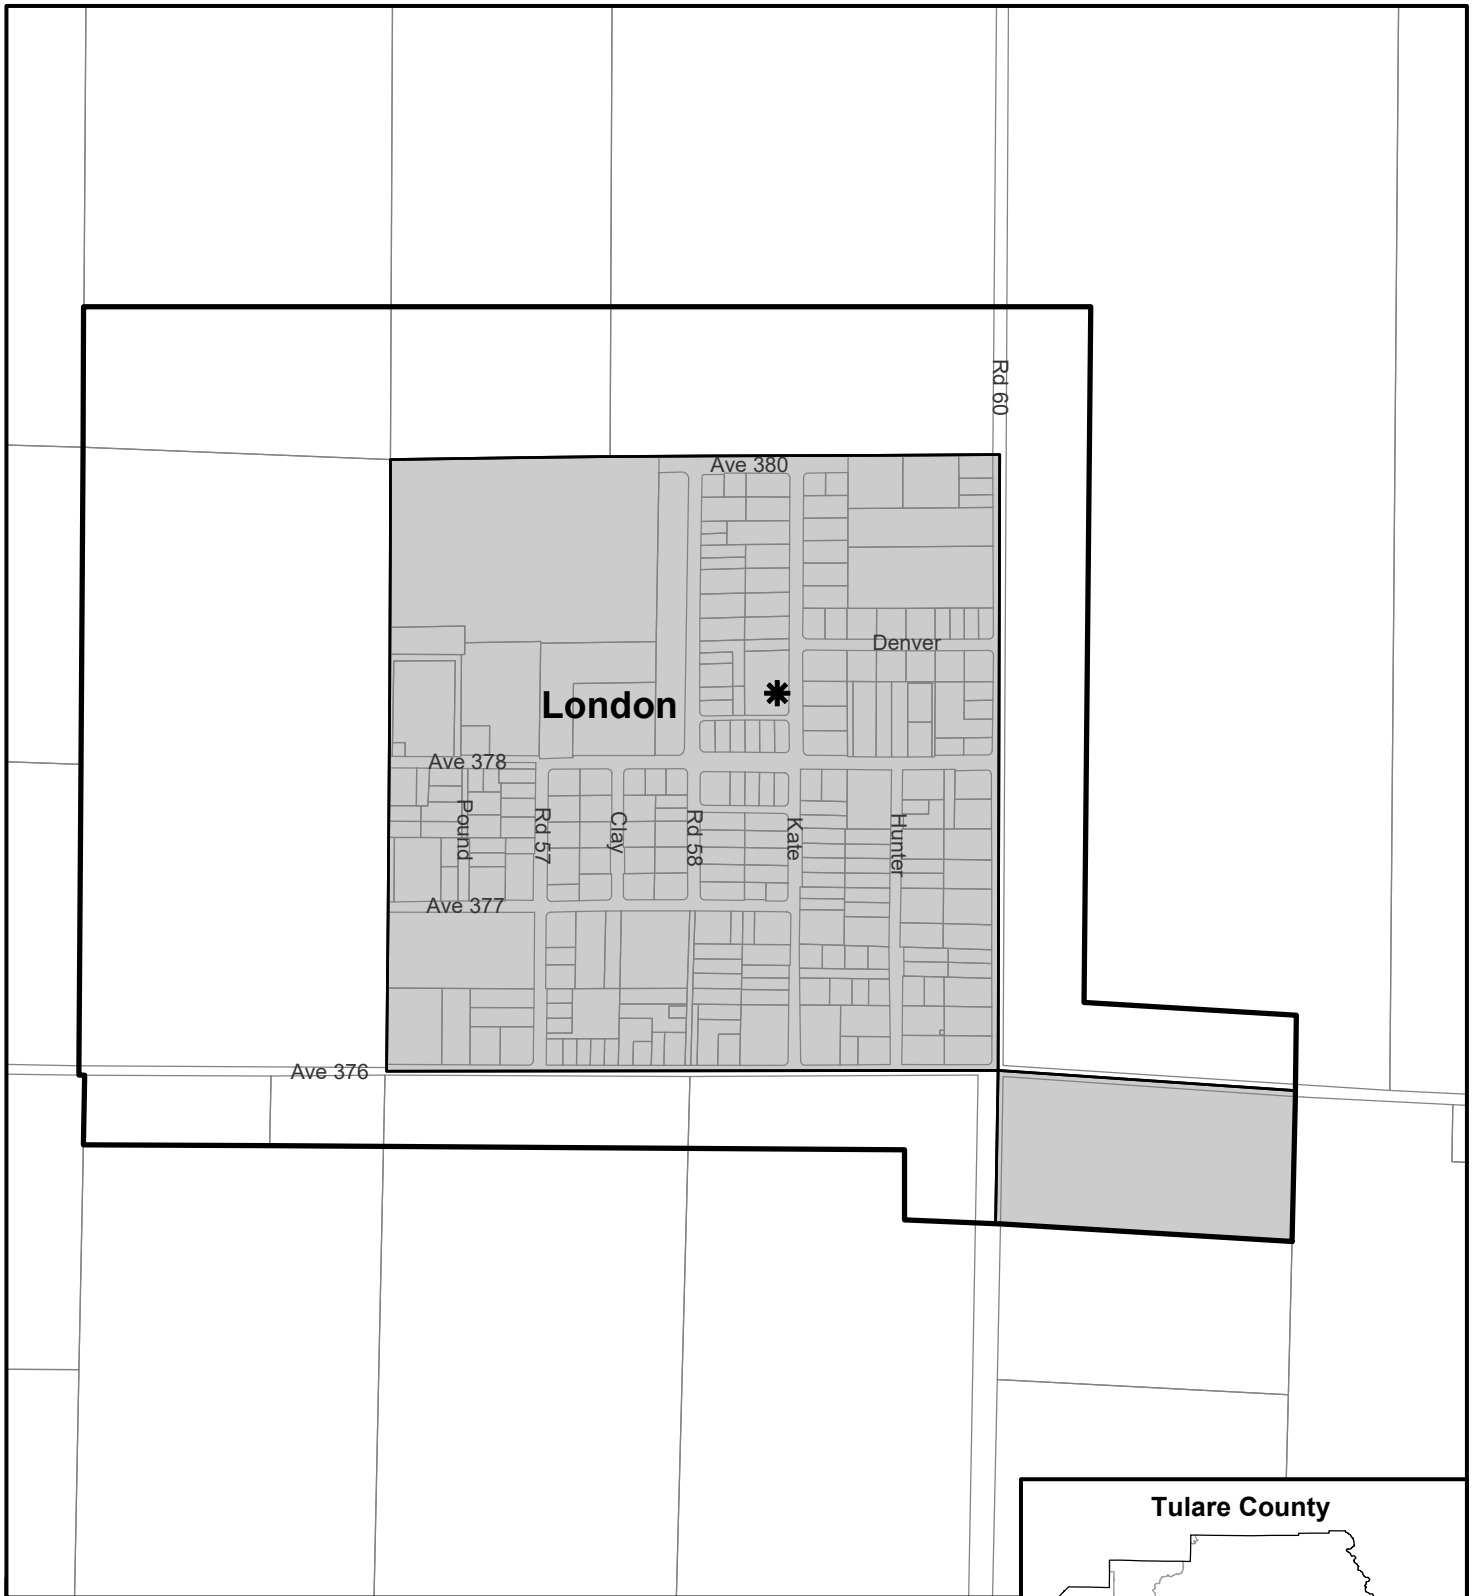 Rd 60
Ave 380
Denver
London
Ave 378
Pound
Rd 57
Clay
Rd 58
Kate
Hunter
Ave 377
Ave 376
Tulare County